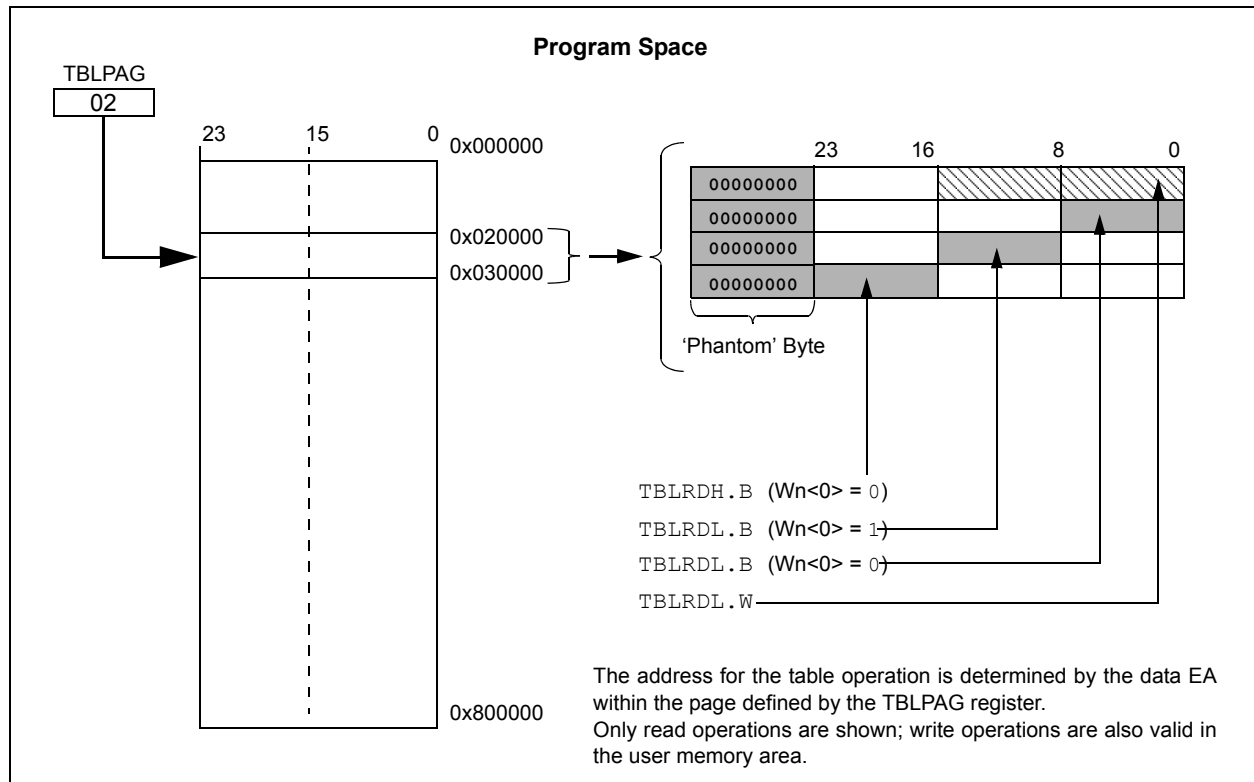 Program Space
TBLPAG
02
23 15 0
0x000000
0x020000
0x030000
0x800000
23 16 8 0
00000000
00000000
00000000
00000000
‘Phantom’ Byte
TBLRDH.B (Wn<0> = 0)
TBLRDL.B (Wn<0> = 1)
TBLRDL.B (Wn<0> = 0)
TBLRDL.W
The address for the table operation is determined by the data EA
within the page defined by the TBLPAG register.
Only read operations are shown; write operations are also valid in
the user memory area.